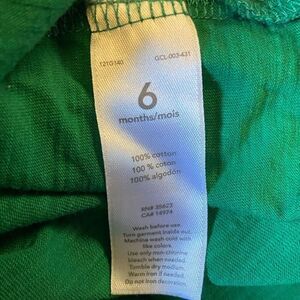 121G140 GCL-003-431
6
months/mois
100% cotton
100 % coton
100% algodón
RN# 35623
CA# 14974
Wash before use.
Turn garment inside out.
Machine wash cold with
like colors.
Use only non-chlorine
bleach when needed.
Tumble dry medium.
Warm iron if needed.
Do not iron decoration.